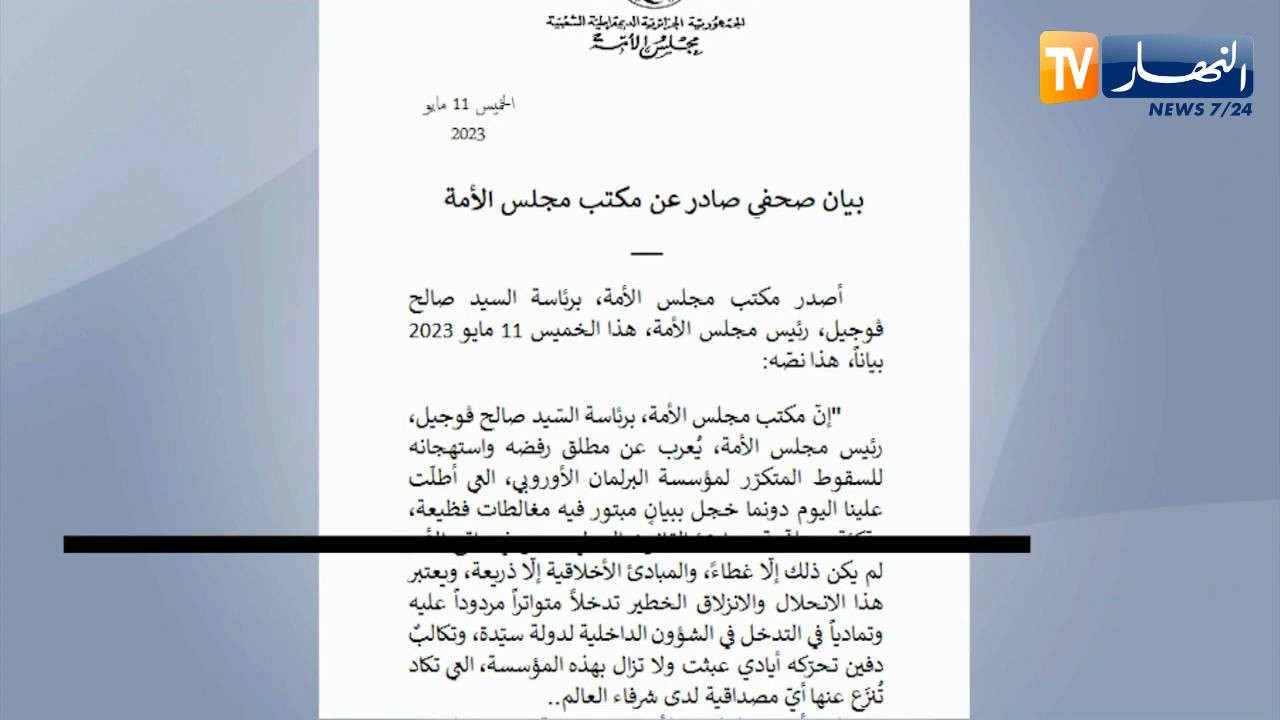 الجمهورية الجزائرية الديمقراطية الشعبية
مجلس الأمة
النهار TV
NEWS 7/24
الخميس 11 مايو
2023
بيان صحفي صادر عن مكتب مجلس الأمة
أصدر مكتب مجلس الأمة، برئاسة السيد صالح
ڤوجيل، رئيس مجلس الأمة، هذا الخميس 11 مايو 2023
بياناً، هذا نصّه:
"إنّ مكتب مجلس الأمة، برئاسة السّيد صالح ڤوجيل،
رئيس مجلس الأمة، يُعرب عن مطلق رفضه واستهجانه
للسقوط المتكرّر لمؤسسة البرلمان الأوروبي، التي أطلّت
علينا اليوم دونما خجل ببيانٍ مبتور فيه مغالطات فظيعة،
لم يكن ذلك إلّا غطاءً، والمبادئ الأخلاقية إلّا ذريعة، ويعتبر
هذا الانحلال والانزلاق الخطير تدخلاً متواتراً مردوداً عليه
وتمادياً في التدخل في الشؤون الداخلية لدولة سيّدة، وتكالبٌ
دفين تحرّكه أيادي عبثت ولا تزال بهذه المؤسسة، التي تكاد
تُنزَع عنها أيّ مصداقية لدى شرفاء العالم..